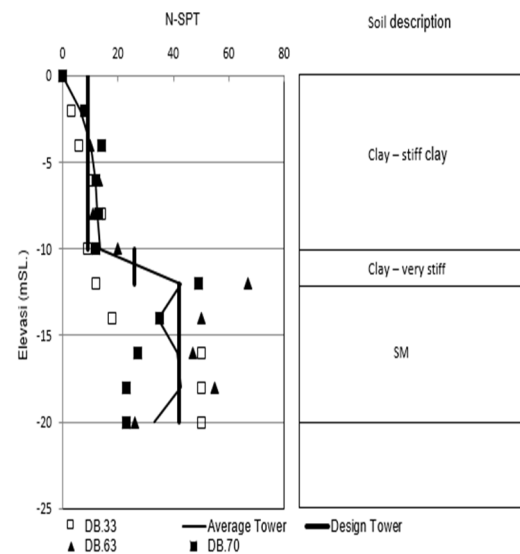 N-SPT
Soil description
0 20 40 60 80
0
-5
-10
-15
-20
-25
Elevasi (mSL.)
Clay – stiff clay
Clay – very stiff
SM
DB.33 Average Tower Design Tower
DB.63 DB.70